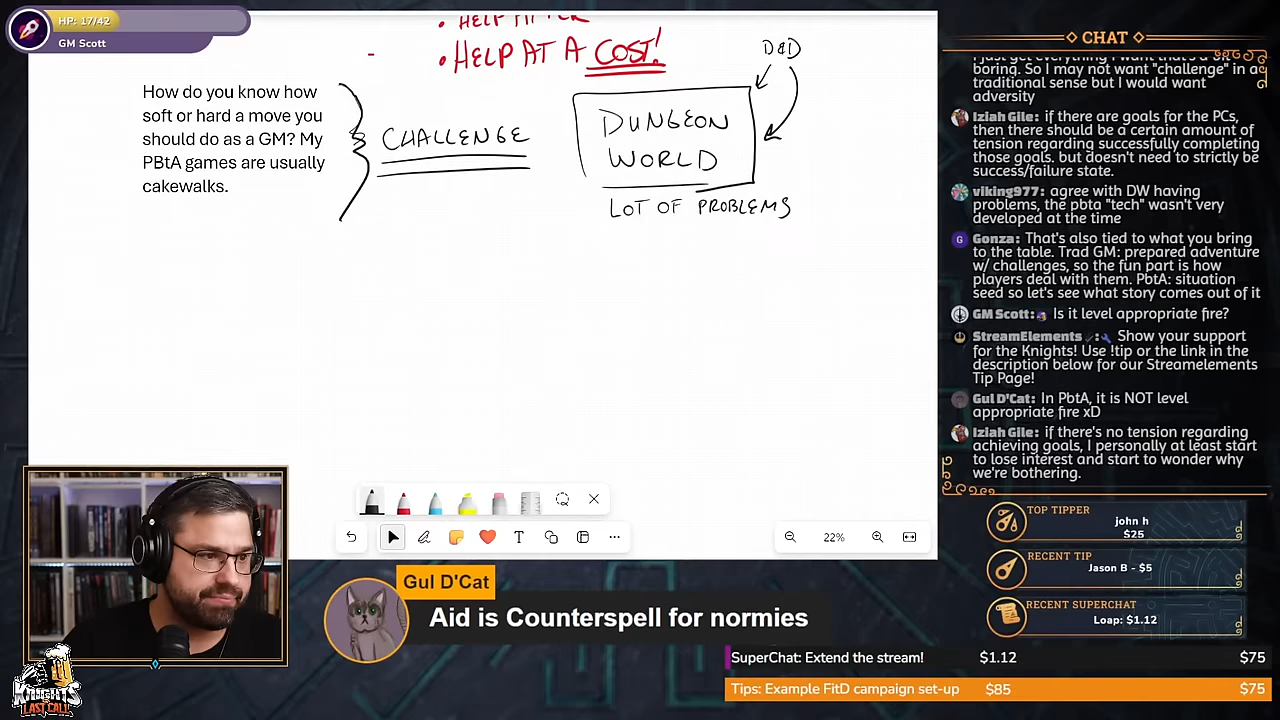 HP: 17/42
GM Scott
• HELP AFTER
• HELP AT A COST!
D&D
How do you know how
soft or hard a move you
should do as a GM? My
PBtA games are usually
cakewalks.
CHALLENGE
DUNGEON
WORLD
LOT OF PROBLEMS
22%
CHAT
I just get everything I want that's a bit
boring. So I may not want "challenge" in a
traditional sense but I would want
adversity
Iziah Gile: if there are goals for the PCs,
then there should be a certain amount of
tension regarding successfully completing
those goals. but doesn't need to strictly be
success/failure state.
viking977: agree with DW having
problems, the pbta "tech" wasn't very
developed at the time
G Gonza: That's also tied to what you bring
to the table. Trad GM: prepared adventure
w/ challenges, so the fun part is how
players deal with them. PbtA: situation
seed so let's see what story comes out of it
GM Scott: Is it level appropriate fire?
StreamElements: Show your support
for the Knights! Use !tip or the link in the
description below for our Streamelements
Tip Page!
Gul D'Cat: In PbtA, it is NOT level
appropriate fire xD
Iziah Gile: if there's no tension regarding
achieving goals, I personally at least start
to lose interest and start to wonder why
we're bothering.
TOP TIPPER
john h
$25
RECENT TIP
Jason B - $5
RECENT SUPERCHAT
Loap: $1.12
Gul D'Cat
Aid is Counterspell for normies
SuperChat: Extend the stream! $1.12 $75
Tips: Example FitD campaign set-up $85 $75
KNIGHTS
LAST CALL